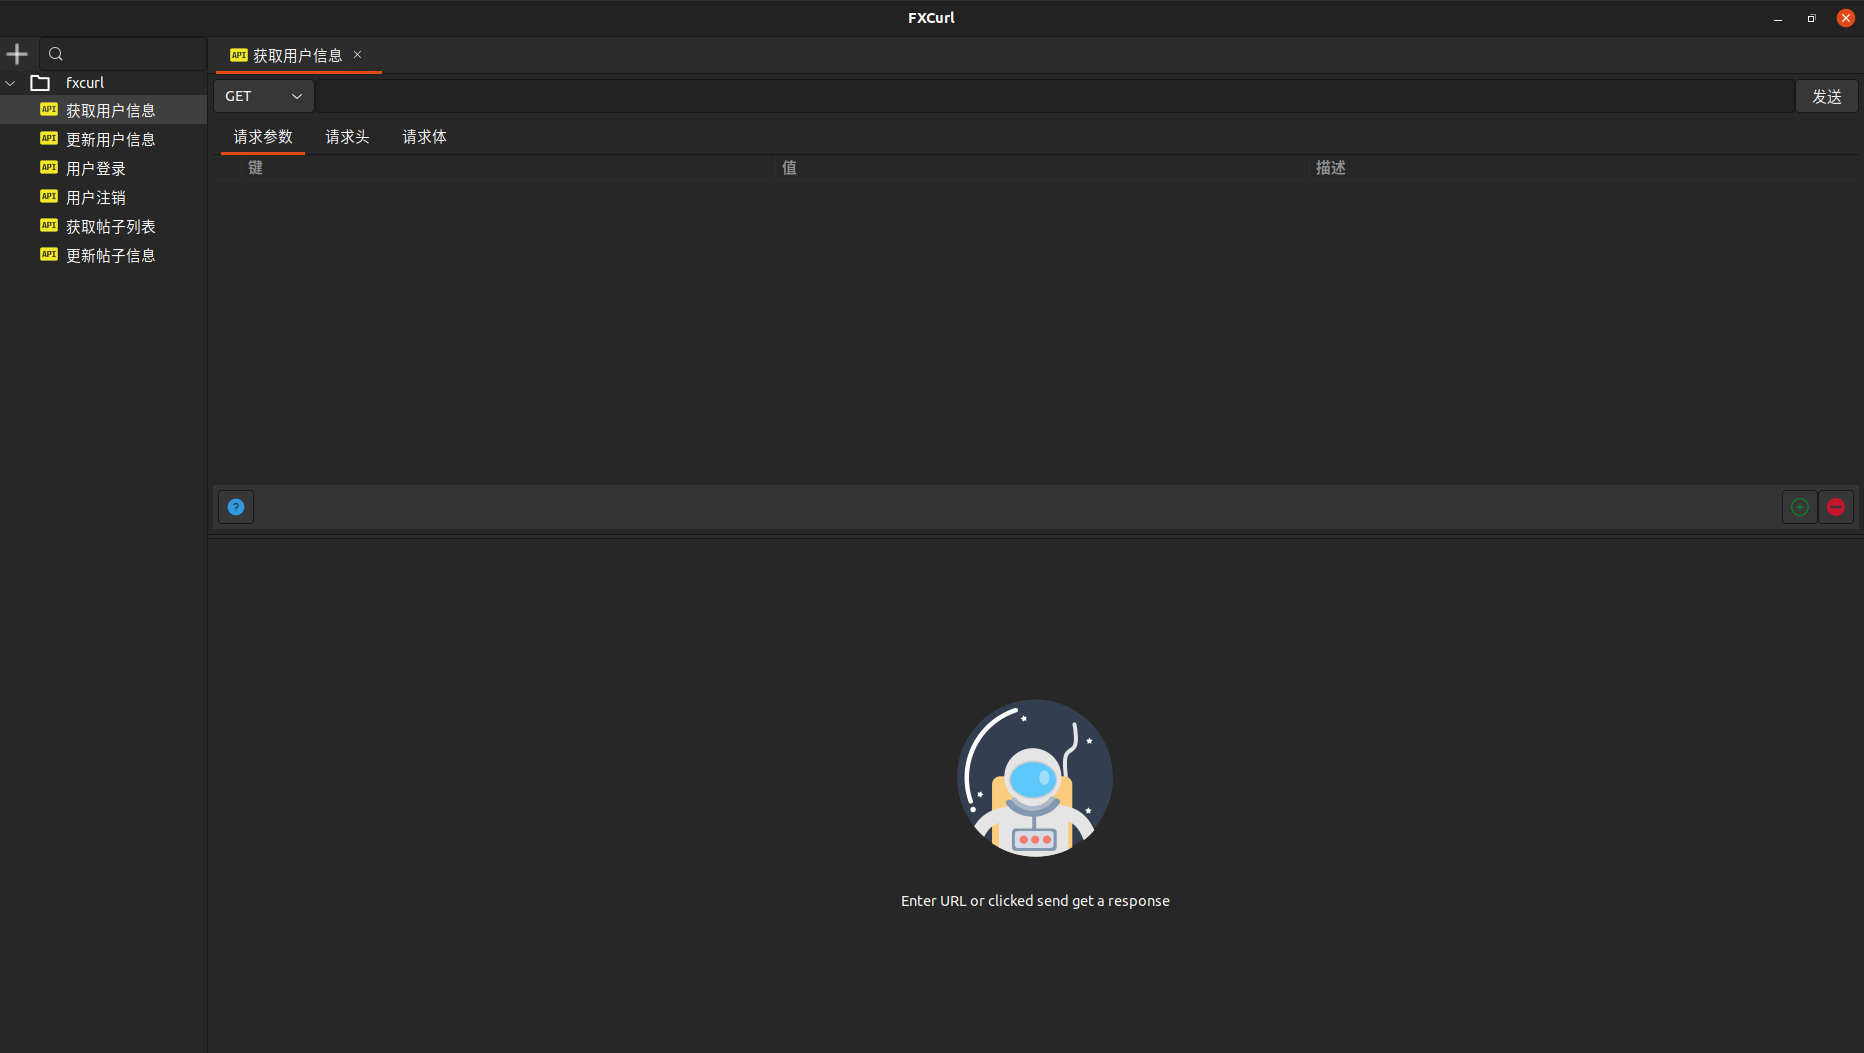 FXCurl
fxcurl
API 获取用户信息
API 更新用户信息
API 用户登录
API 用户注销
API 获取帖子列表
API 更新帖子信息
API 获取用户信息 ×
GET
发送
请求参数 请求头 请求体
键 值 描述
?
Enter URL or clicked send get a response